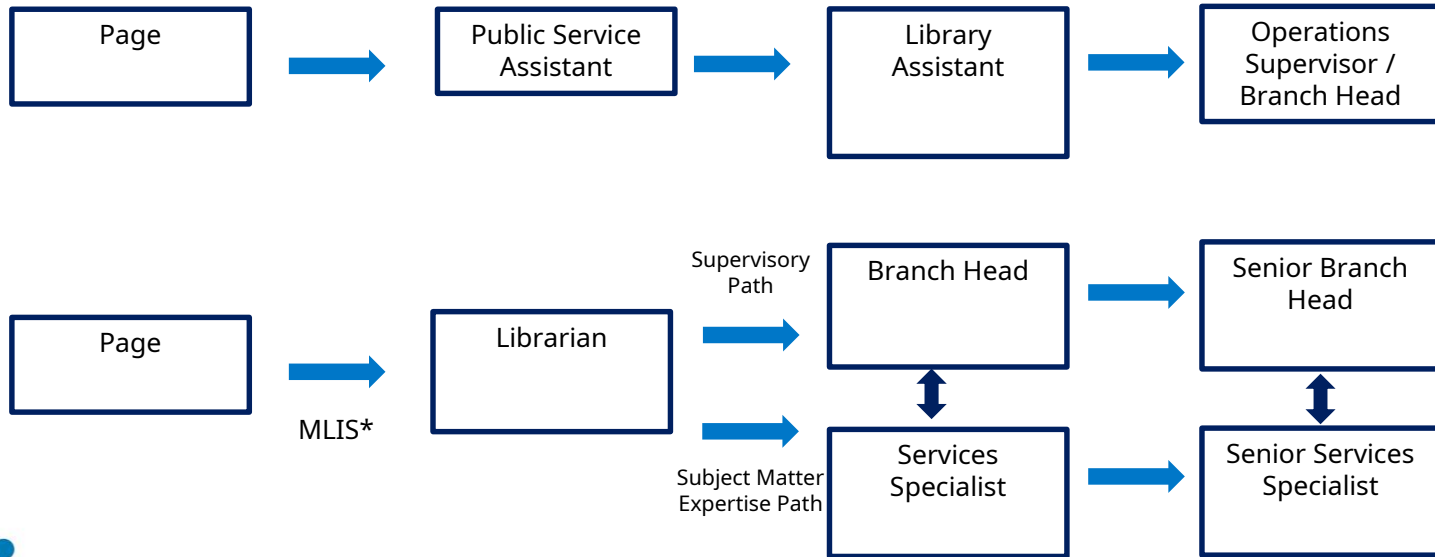 Page
Public Service
Assistant
Library
Assistant
Operations
Supervisor /
Branch Head
Page
MLIS*
Librarian
Supervisory
Path
Subject Matter
Expertise Path
Branch Head
Senior Branch
Head
Services
Specialist
Senior Services
Specialist